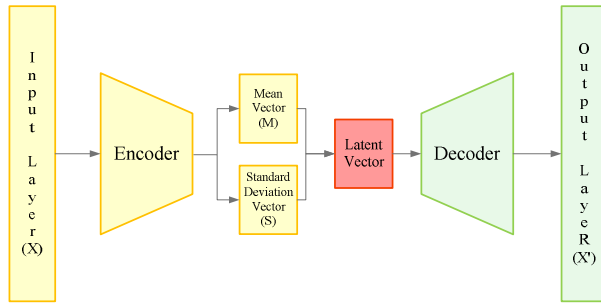 Input Layer
(X)
Encoder
Mean
Vector
(M)
Standard
Deviation
Vector
(S)
Latent
Vector
Decoder
Output LayeR
(X')